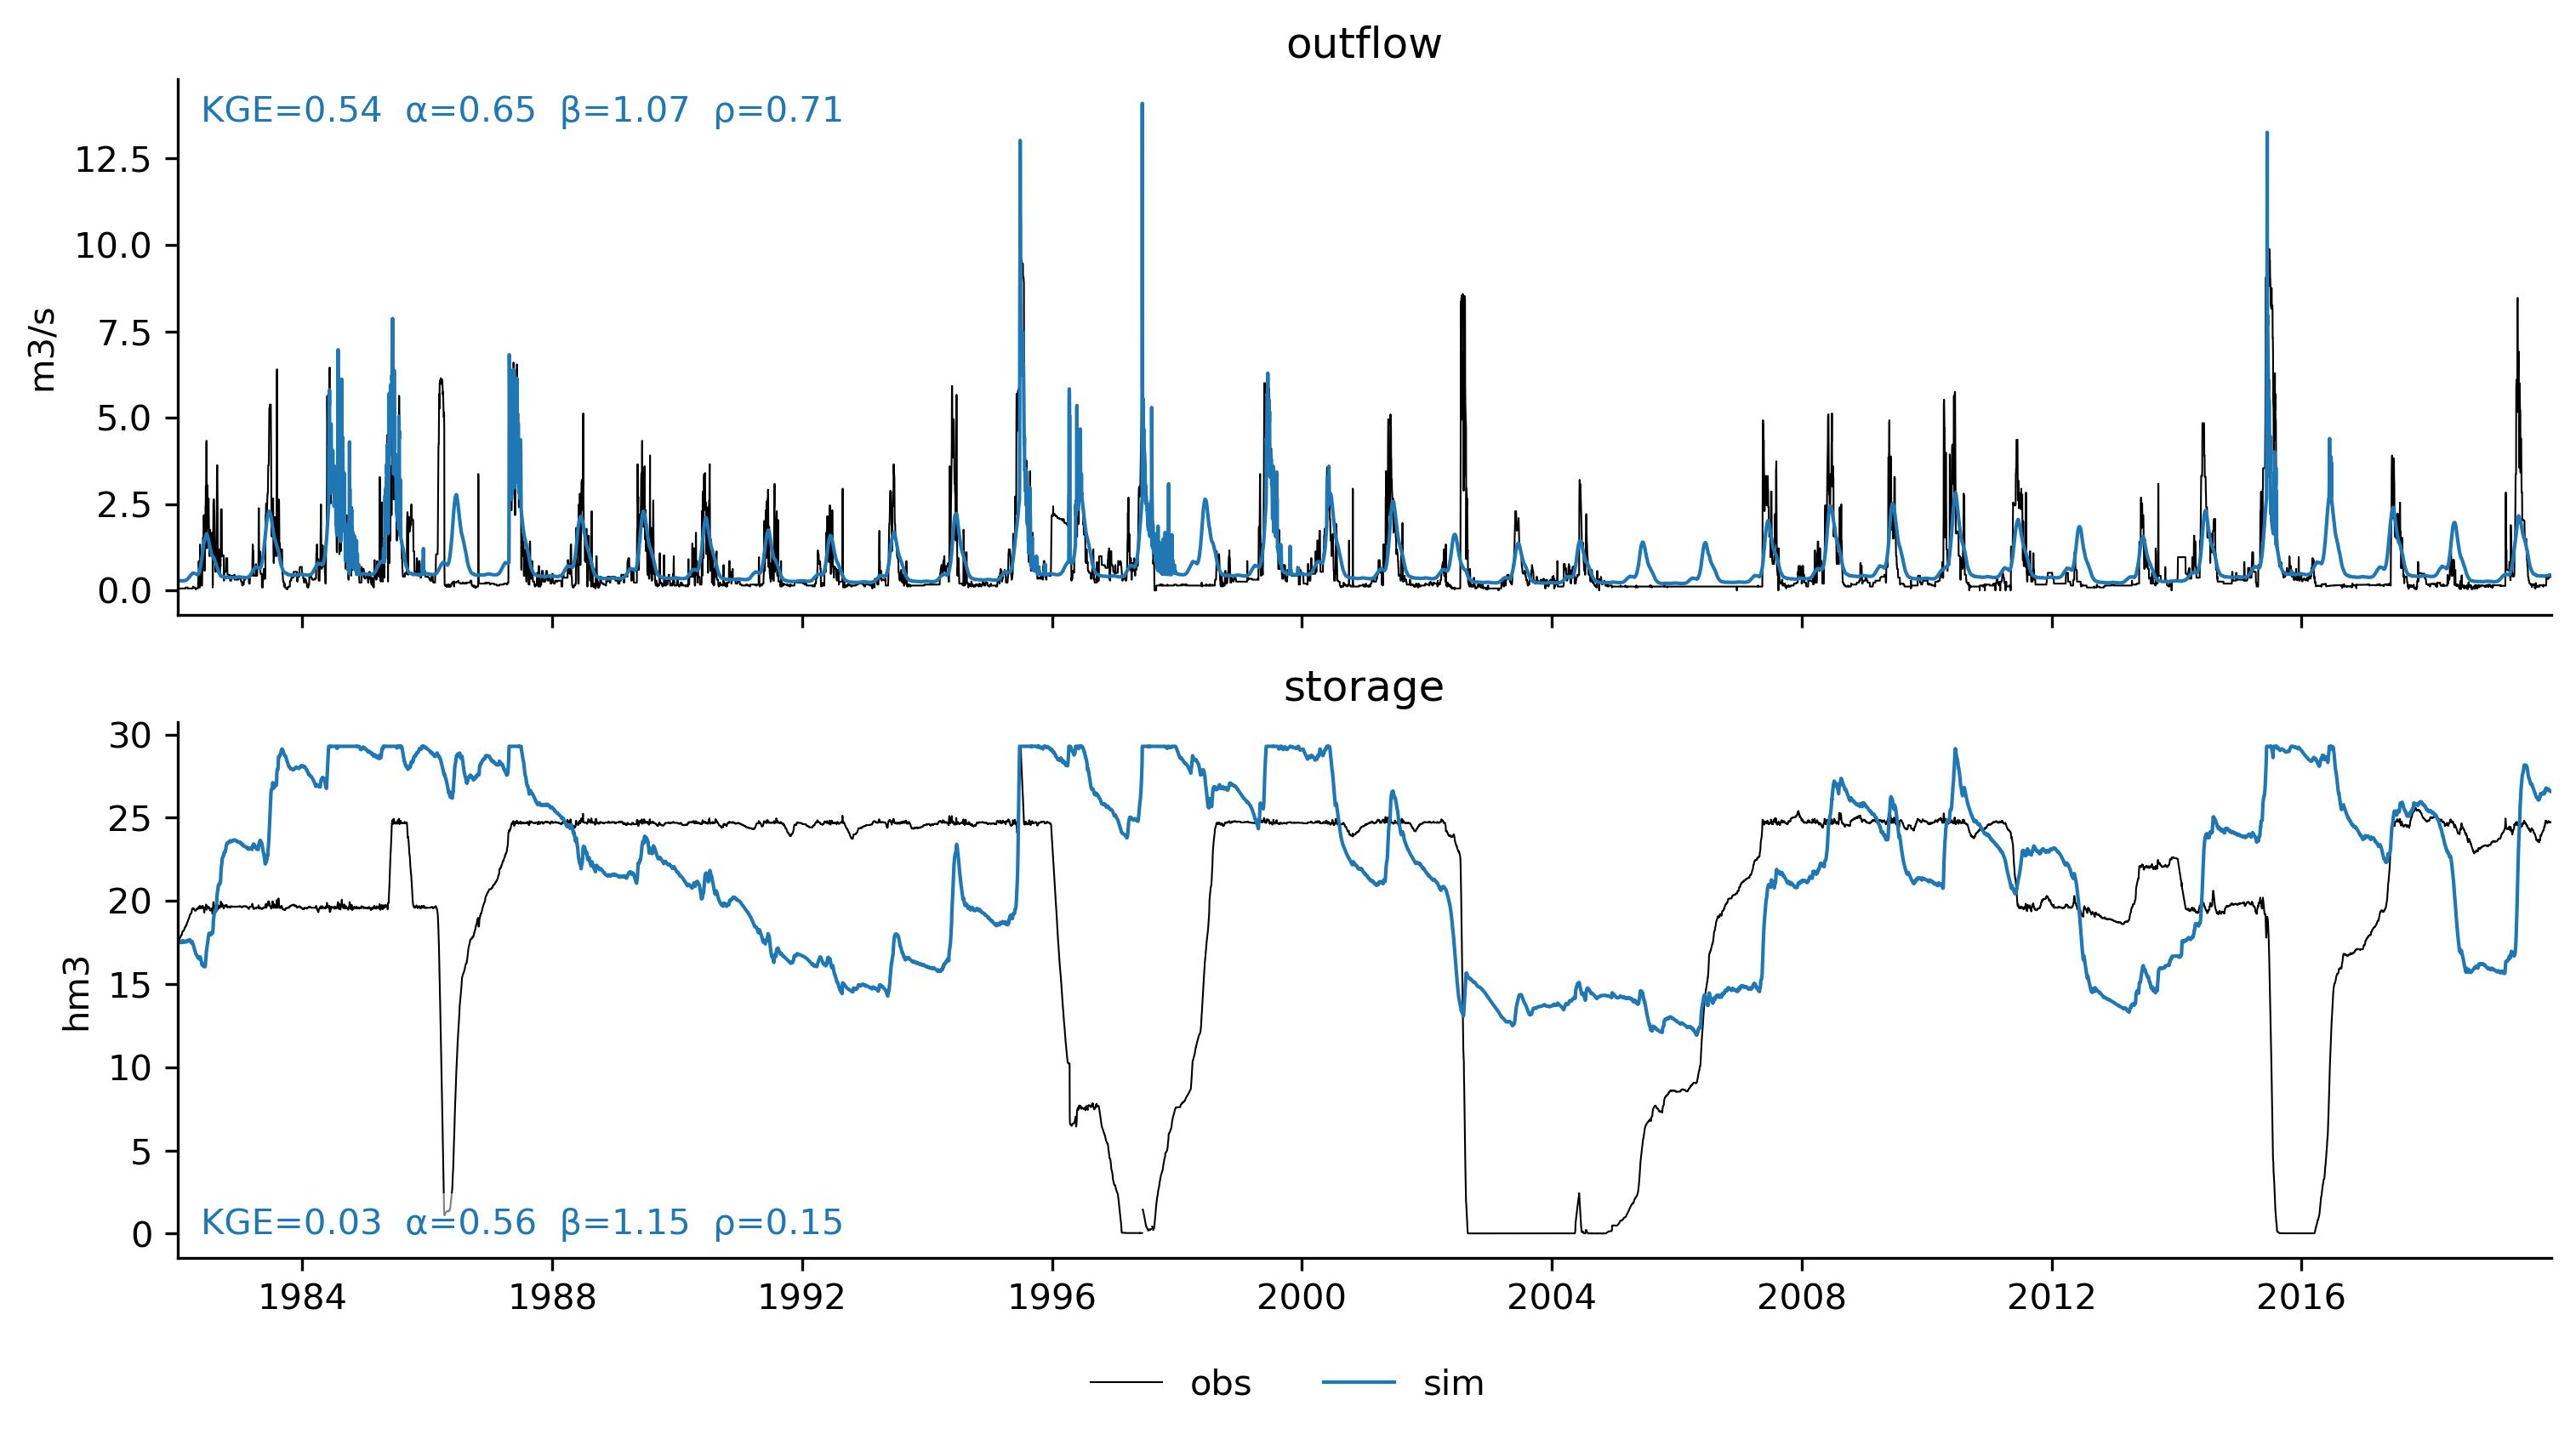 outflow
KGE=0.54 α=0.65 β=1.07 ρ=0.71
m3/s
12.5
10.0
7.5
5.0
2.5
0.0
storage
hm3
30
25
20
15
10
5
0
KGE=0.03 α=0.56 β=1.15 ρ=0.15
1984 1988 1992 1996 2000 2004 2008 2012 2016
obs sim